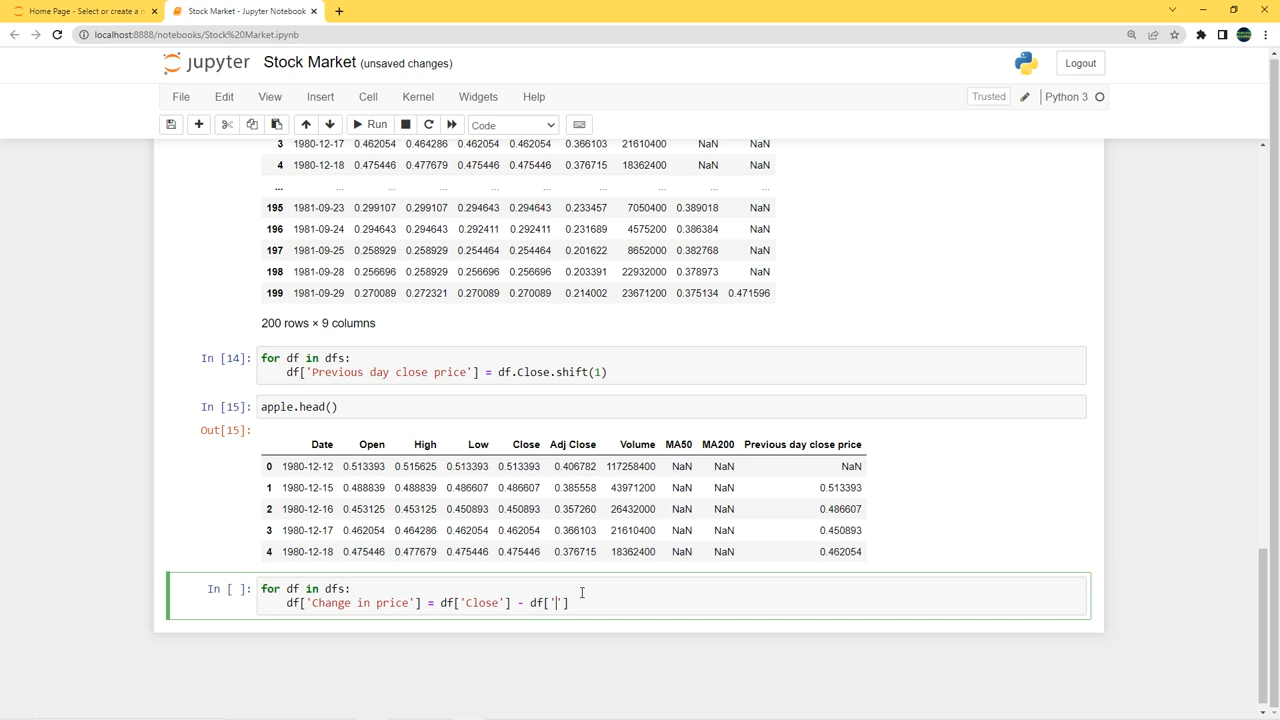 Home Page - Select or create a n
Stock Market - Jupyter Notebook
localhost:8888/notebooks/Stock%20Market.ipynb
jupyter Stock Market (unsaved changes)
Logout
File Edit View Insert Cell Kernel Widgets Help
Trusted Python 3
Run Code
3 1980-12-17 0.462054 0.464286 0.462054 0.462054 0.366103 21610400 NaN NaN
4 1980-12-18 0.475446 0.477679 0.475446 0.475446 0.376715 18362400 NaN NaN
... ... ... ... ... ... ... ... ... ...
195 1981-09-23 0.299107 0.299107 0.294643 0.294643 0.233457 7050400 0.389018 NaN
196 1981-09-24 0.294643 0.294643 0.292411 0.292411 0.231689 4575200 0.386384 NaN
197 1981-09-25 0.258929 0.258929 0.254464 0.254464 0.201622 8652000 0.382768 NaN
198 1981-09-28 0.256696 0.258929 0.256696 0.256696 0.203391 22932000 0.378973 NaN
199 1981-09-29 0.270089 0.272321 0.270089 0.270089 0.214002 23671200 0.375134 0.471596
200 rows × 9 columns
In [14]: for df in dfs:
df['Previous day close price'] = df.Close.shift(1)
In [15]: apple.head()
Out[15]:
Date Open High Low Close Adj Close Volume MA50 MA200 Previous day close price
0 1980-12-12 0.513393 0.515625 0.513393 0.513393 0.406782 117258400 NaN NaN NaN
1 1980-12-15 0.488839 0.488839 0.486607 0.486607 0.385558 43971200 NaN NaN 0.513393
2 1980-12-16 0.453125 0.453125 0.450893 0.450893 0.357260 26432000 NaN NaN 0.486607
3 1980-12-17 0.462054 0.464286 0.462054 0.462054 0.366103 21610400 NaN NaN 0.450893
4 1980-12-18 0.475446 0.477679 0.475446 0.475446 0.376715 18362400 NaN NaN 0.462054
In [ ]: for df in dfs:
df['Change in price'] = df['Close'] - df['']